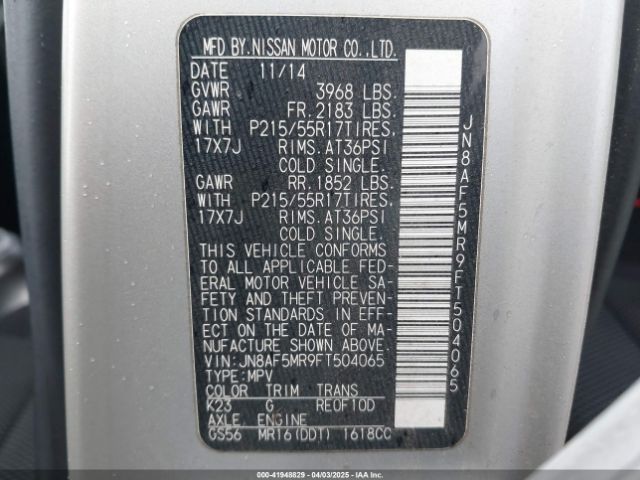 MFD BY.NISSAN MOTOR CO.,LTD.
DATE 11/14
GVWR 3968 LBS.
GAWR FR.2183 LBS.
WITH P215/55R17TIRES,
17X7J RIMS.AT36PSI
COLD SINGLE.
GAWR RR.1852 LBS.
WITH P215/55R17TIRES,
17X7J RIMS.AT36PSI
COLD SINGLE.
THIS VEHICLE CONFORMS
TO ALL APPLICABLE FED-
ERAL MOTOR VEHICLE SA-
FETY AND THEFT PREVEN-
TION STANDARDS IN EFF-
ECT ON THE DATE OF MA-
NUFACTURE SHOWN ABOVE.
VIN:JN8AF5MR9FT504065
TYPE:MPV
COLOR TRIM TRANS
K23 G REOF10D
AXLE ENGINE
GS56 MR16(DDT) 1618CC
JN8AF5MR9FT504065
00-41948829 - 04/03/2025 - 000-00